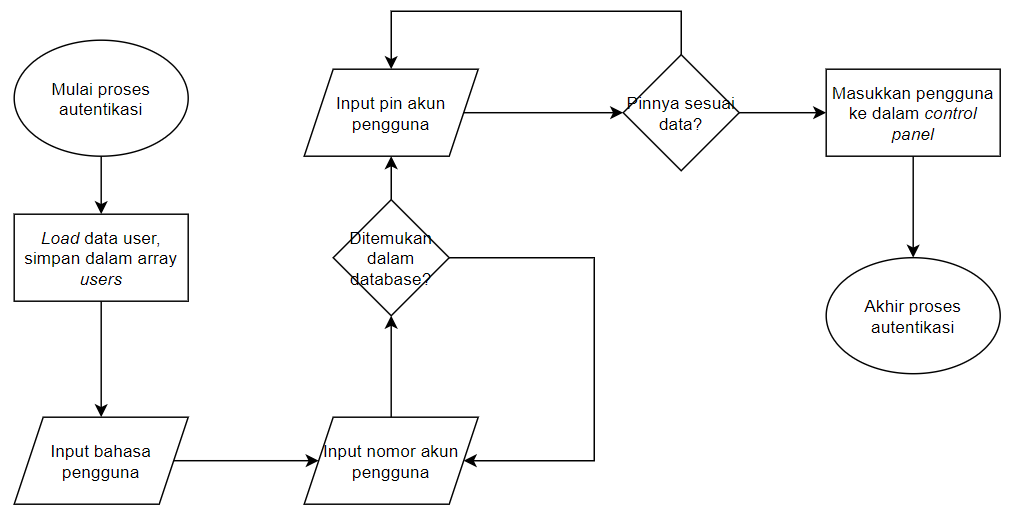 Mulai proses
autentikasi
Load data user,
simpan dalam array
users
Input bahasa
pengguna
Input nomor akun
pengguna
Ditemukan
dalam
database?
Input pin akun
pengguna
Pinnya sesuai
data?
Masukkan pengguna
ke dalam control
panel
Akhir proses
autentikasi